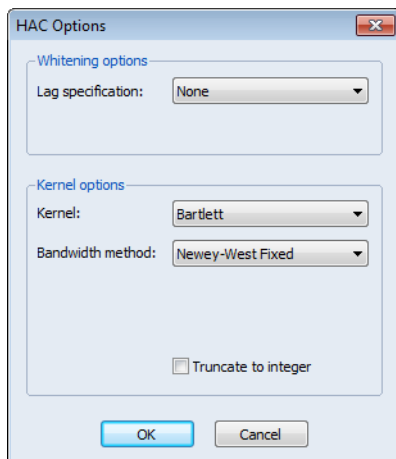 HAC Options
Whitening options
Lag specification: None
Kernel options
Kernel: Bartlett
Bandwidth method: Newey-West Fixed
Truncate to integer
OK Cancel